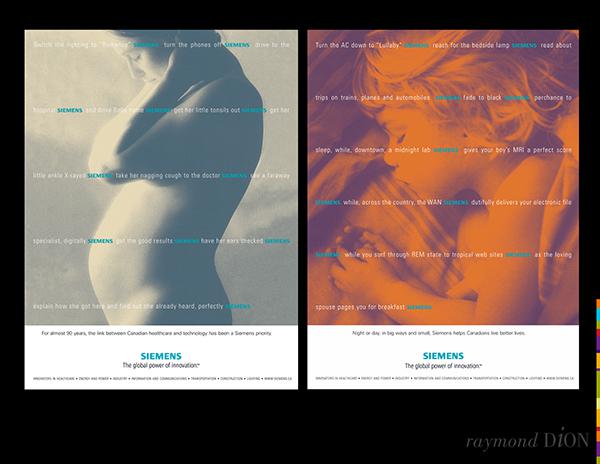 Switch the lighting to "Romance" SIEMENS turn the phones off SIEMENS drive to the
hospital SIEMENS and drive Baby home SIEMENS get her little tonsils out SIEMENS get her
little ankle X-rayed SIEMENS take her nagging cough to the doctor SIEMENS see a faraway
specialist, digitally SIEMENS got the good results SIEMENS have her ears checked SIEMENS
explain how she got here and find out she already heard, perfectly SIEMENS
For almost 90 years, the link between Canadian healthcare and technology has been a Siemens priority.
SIEMENS
The global power of innovation.™
INNOVATORS IN HEALTHCARE • ENERGY AND POWER • INDUSTRY • INFORMATION AND COMMUNICATIONS • TRANSPORTATION • CONSTRUCTION • LIGHTING • WWW.SIEMENS.CA
Turn the AC down to "Lullaby" SIEMENS reach for the bedside lamp SIEMENS read about
trips on trains, planes and automobiles SIEMENS fade to black SIEMENS perchance to
sleep, while, downtown, a midnight lab SIEMENS gives your boy's MRI a perfect score
SIEMENS while, across the country, the WAN SIEMENS dutifully delivers your electronic file
SIEMENS while you surf through REM state to tropical web sites SIEMENS as the loving
spouse pages you for breakfast SIEMENS
Night or day, in big ways and small, Siemens helps Canadians live better lives.
SIEMENS
The global power of innovation.™
INNOVATORS IN HEALTHCARE • ENERGY AND POWER • INDUSTRY • INFORMATION AND COMMUNICATIONS • TRANSPORTATION • CONSTRUCTION • LIGHTING • WWW.SIEMENS.CA
raymond DiON